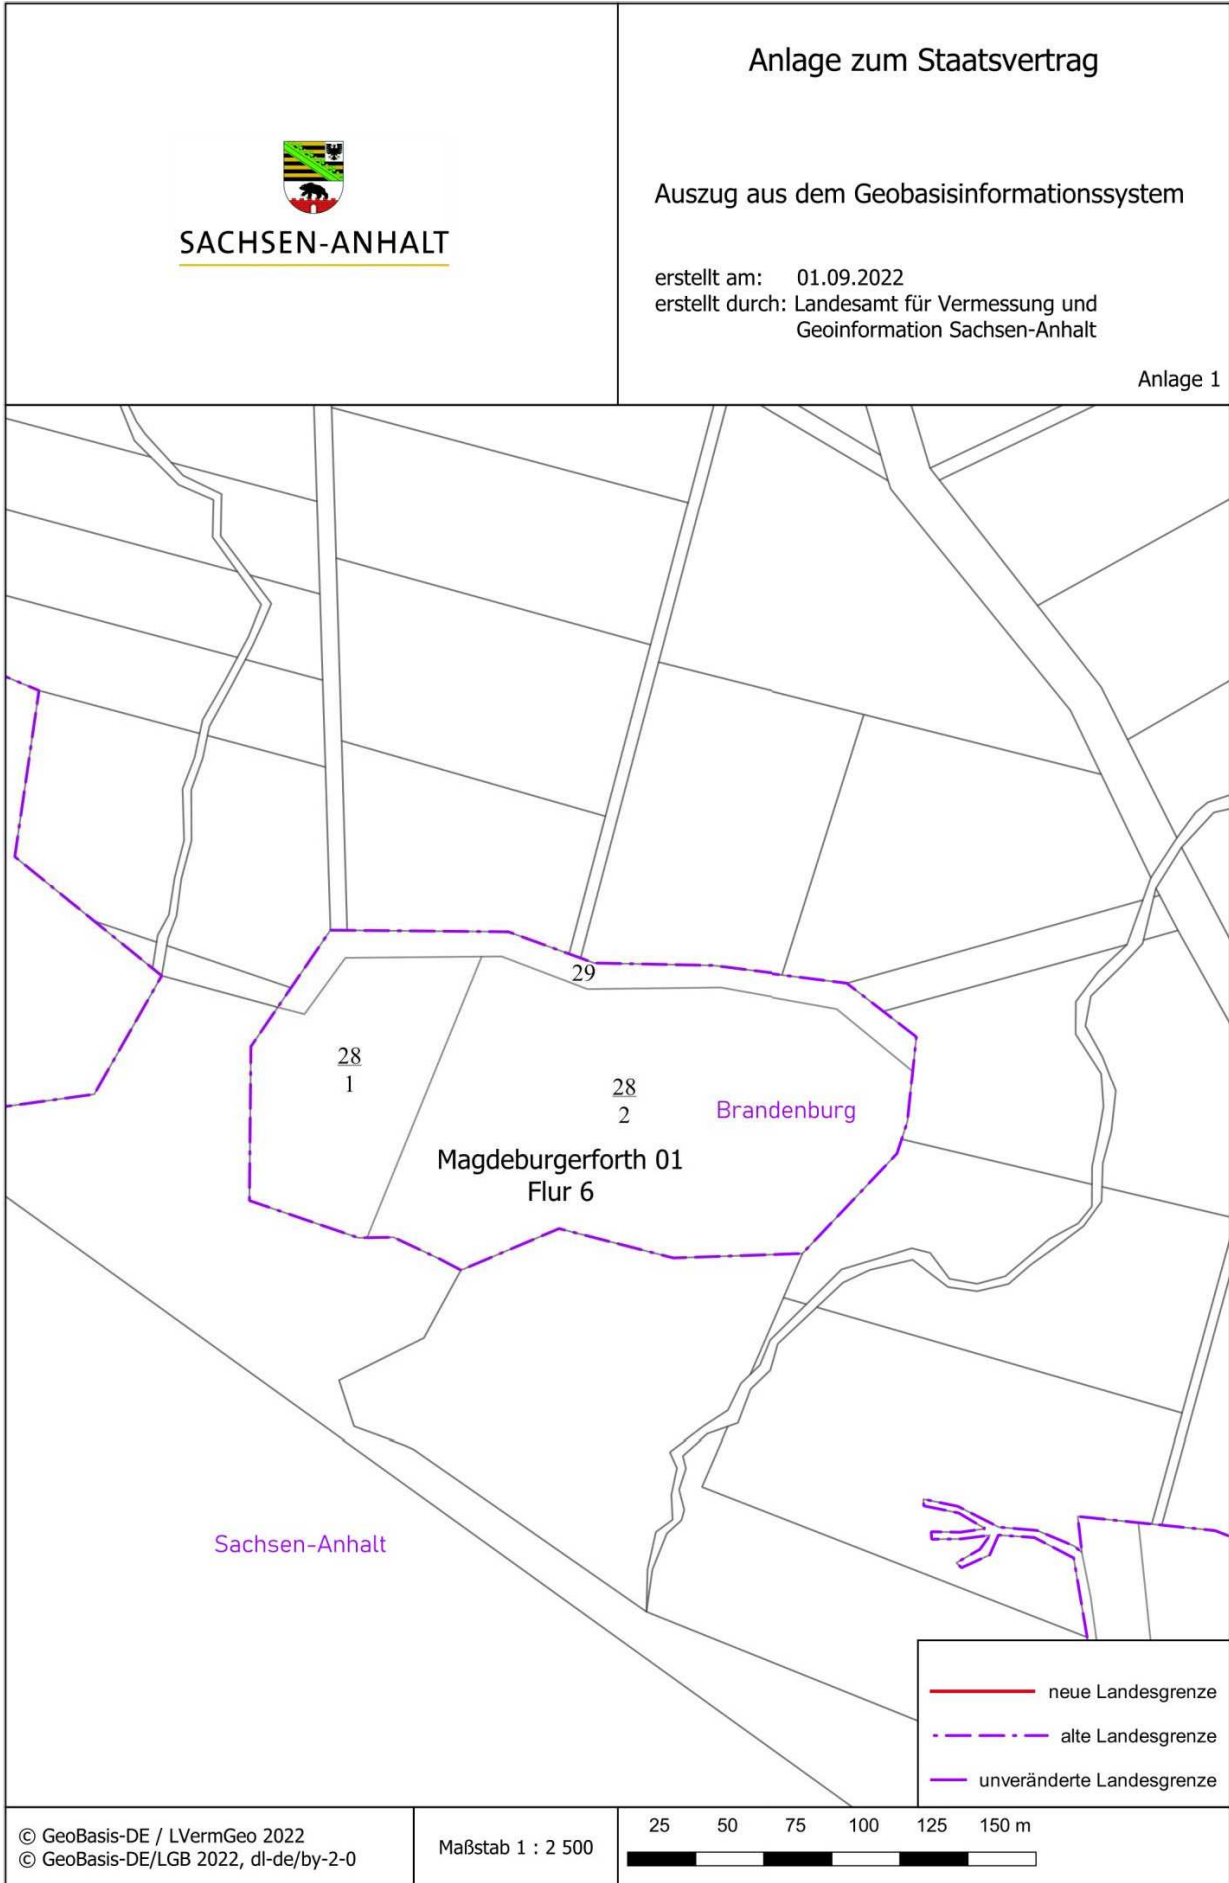 SACHSEN-ANHALT
Anlage zum Staatsvertrag
Auszug aus dem Geobasisinformationssystem
erstellt am: 01.09.2022
erstellt durch: Landesamt für Vermessung und
Geoinformation Sachsen-Anhalt
Anlage 1
29
28
1
28
2
Brandenburg
Magdeburgerforth 01
Flur 6
Sachsen-Anhalt
neue Landesgrenze
alte Landesgrenze
unveränderte Landesgrenze
© GeoBasis-DE / LVermGeo 2022
© GeoBasis-DE/LGB 2022, dl-de/by-2-0
Maßstab 1 : 2 500
25 50 75 100 125 150 m